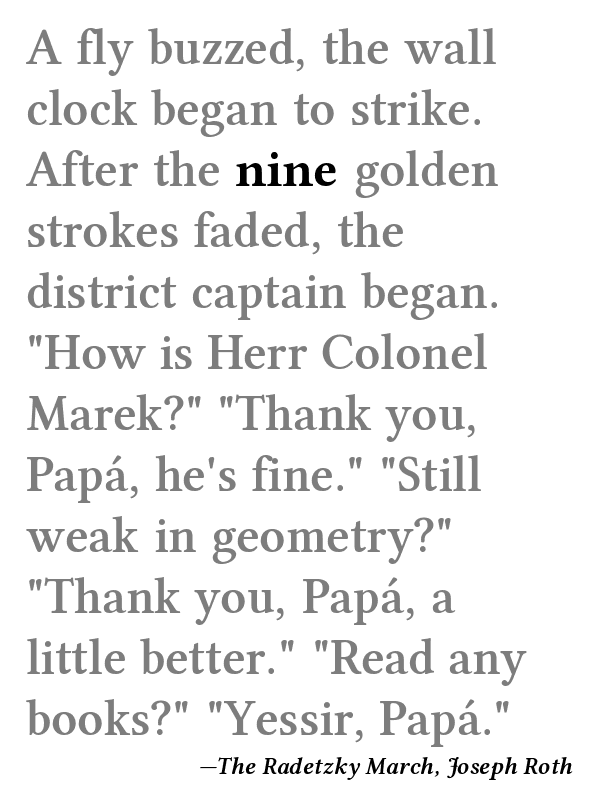 A fly buzzed, the wall
clock began to strike.
After the nine golden
strokes faded, the
district captain began.
"How is Herr Colonel
Marek?" "Thank you,
Papá, he's fine." "Still
weak in geometry?"
"Thank you, Papá, a
little better." "Read any
books?" "Yessir, Papá."
—The Radetzky March, Joseph Roth